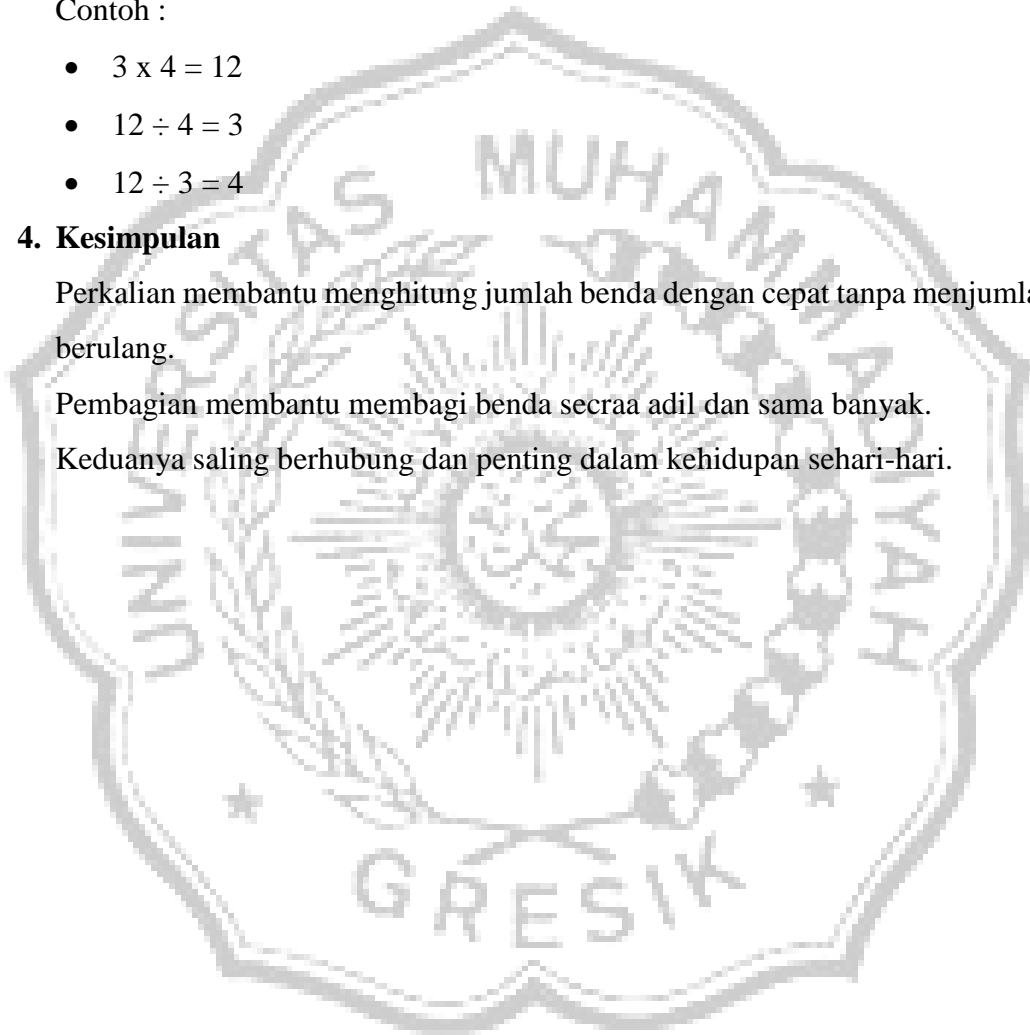 Contoh :
• 3 x 4 = 12
• 12 ÷ 4 = 3
• 12 ÷ 3 = 4
4. Kesimpulan
Perkalian membantu menghitung jumlah benda dengan cepat tanpa
berulang.
Pembagian membantu membagi benda secraa adil dan sama banyak.
Keduanya saling berhubung dan penting dalam kehidupan sehari-hari.
UNIVERSITAS MUHAMMADIYAH
GRESIK